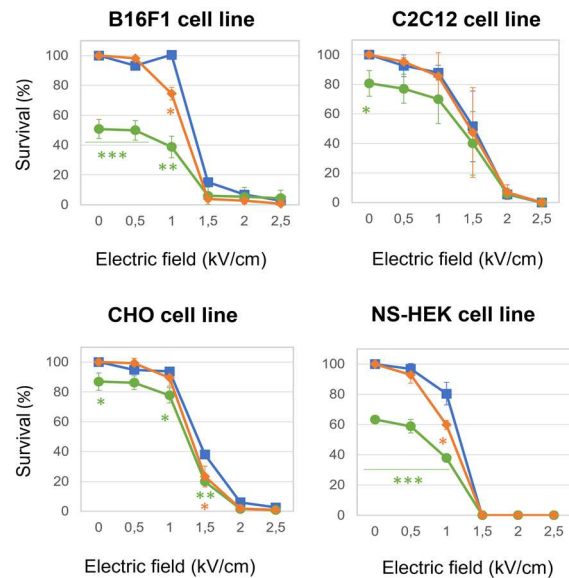 B16F1 cell line
Survival (%)
100
80
60
40
20
0
*
***
**
0 0,5 1 1,5 2 2,5
Electric field (kV/cm)
C2C12 cell line
100
80
60
40
20
0
*
0 0,5 1 1,5 2 2,5
Electric field (kV/cm)
CHO cell line
Survival (%)
100
80
60
40
20
0
* *
**
*
0 0,5 1 1,5 2 2,5
Electric field (kV/cm)
NS-HEK cell line
100
80
60
40
20
0
*
***
0 0,5 1 1,5 2 2,5
Electric field (kV/cm)